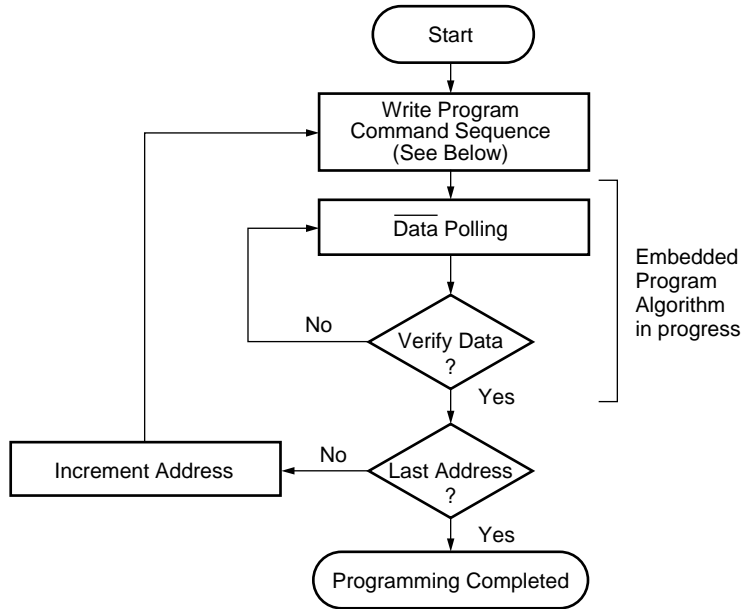 Start
Write Program
Command Sequence
(See Below)
Data Polling
Embedded
Program
Algorithm
in progress
No
Verify Data
?
Yes
Increment Address
No
Last Address
?
Yes
Programming Completed